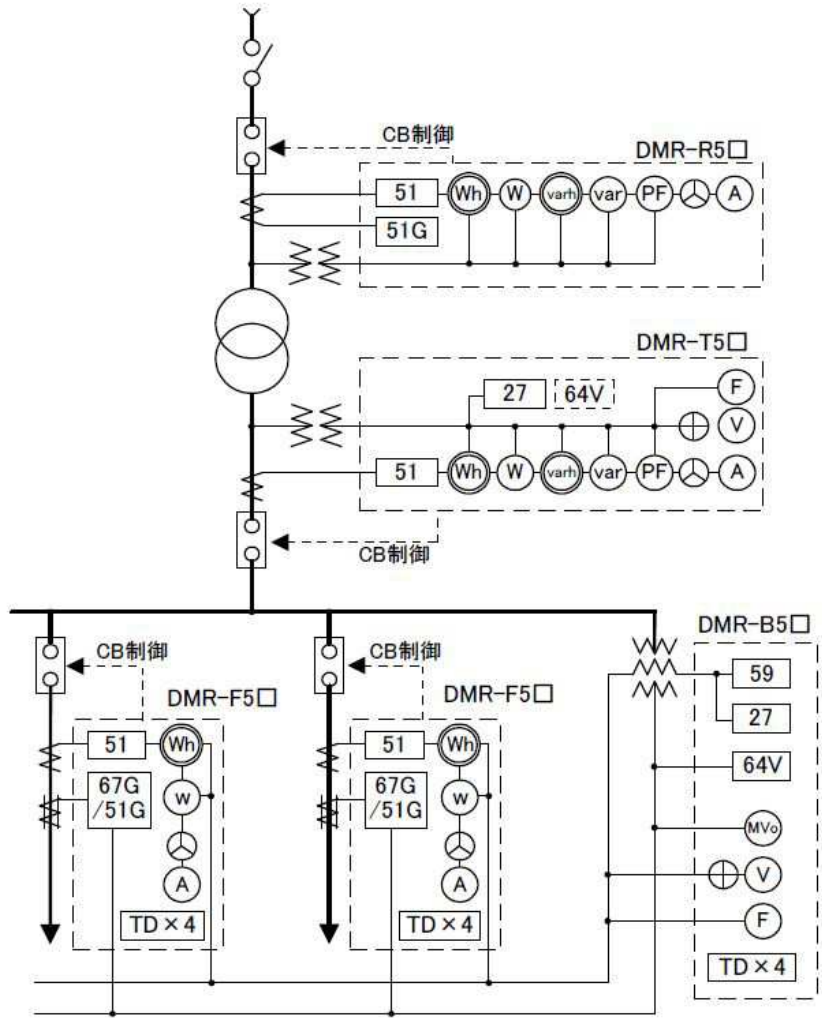 CB制御
DMR-R5□
51 Wh W varh var PF A
51G
DMR-T5□
F
27 64V
V
51 Wh W varh var PF A
CB制御
CB制御
CB制御
DMR-B5□
DMR-F5□
DMR-F5□
59
27
51 Wh
51 Wh
64V
67G
/51G
w
67G
/51G
w
MVo
A
A
V
TD×4
TD×4
F
TD×4